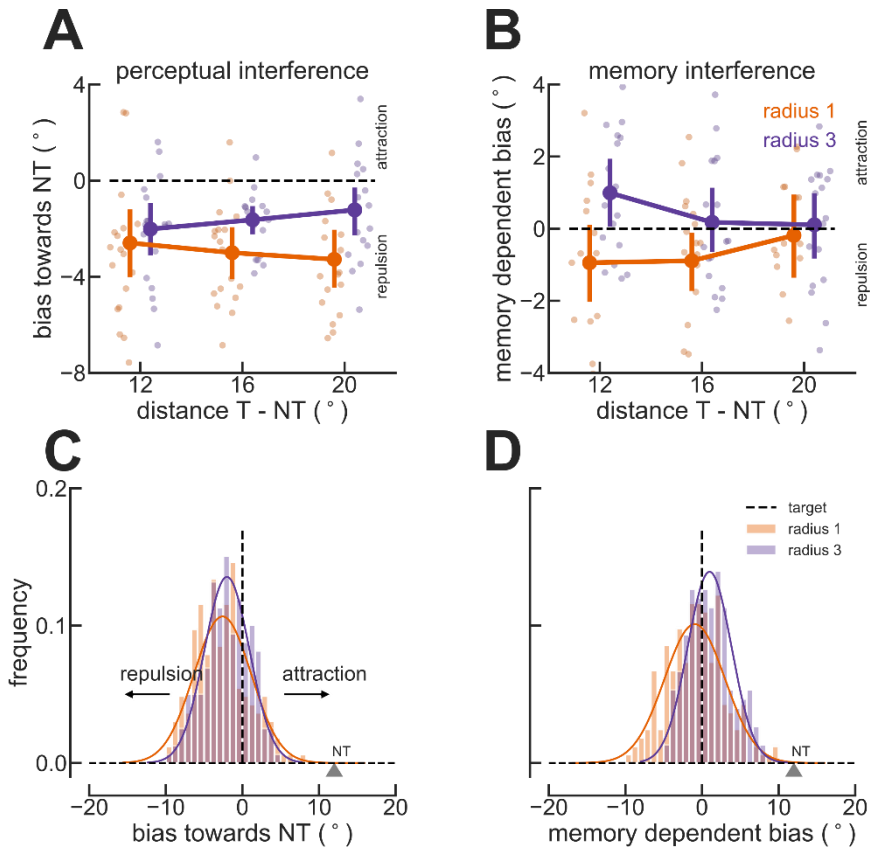 A
perceptual interference
4
0
−4
−8
bias towards NT (°)
attraction
repulsion
12
16
20
distance T - NT (°)
B
memory interference
radius 1
radius 3
4
2
0
−2
−4
memory dependent bias (°)
attraction
repulsion
12
16
20
distance T - NT (°)
C
0.2
0.1
0.0
frequency
repulsion
attraction
NT
−20
−10
0
10
20
bias towards NT (°)
D
target
radius 1
radius 3
NT
−20
−10
0
10
20
memory dependent bias (°)